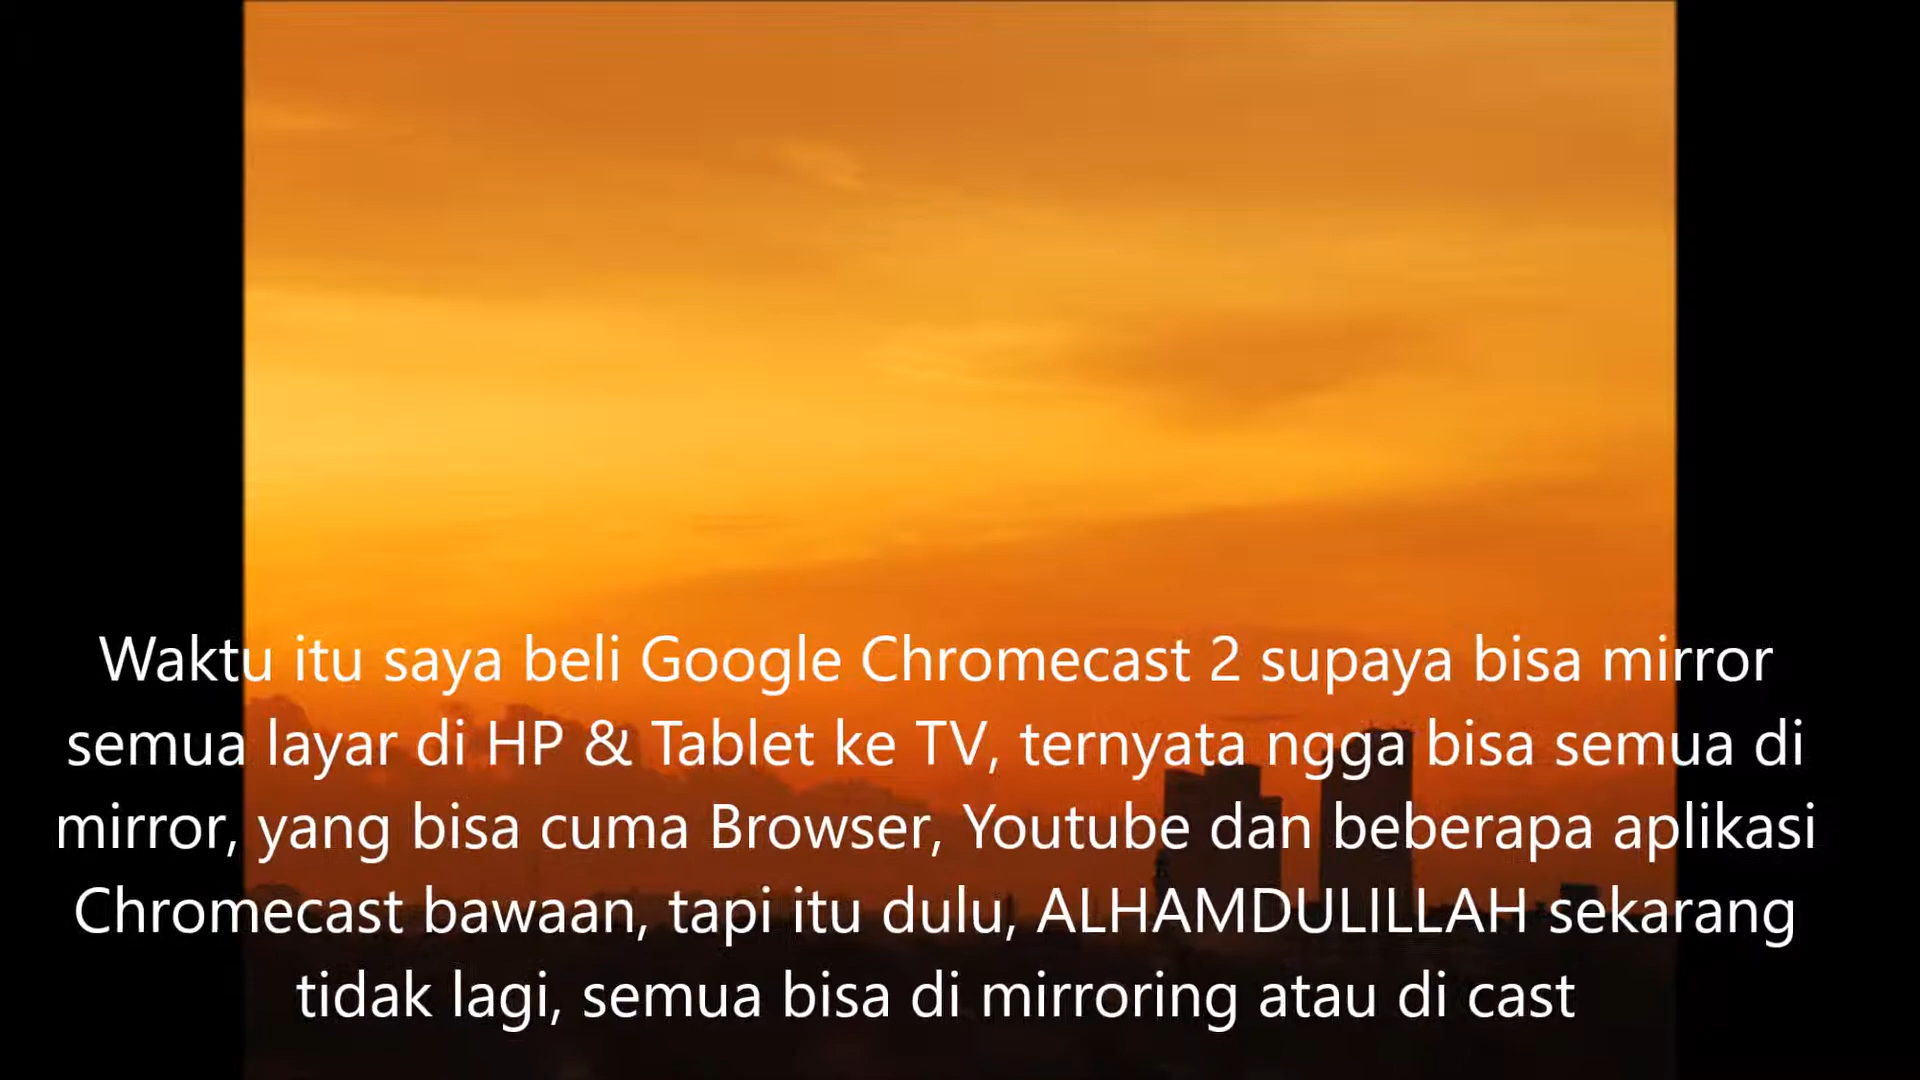 Waktu itu saya beli Google Chromecast 2 supaya bisa mirror
semua layar di HP & Tablet ke TV, ternyata ngga bisa semua di
mirror, yang bisa cuma Browser, Youtube dan beberapa aplikasi
Chromecast bawaan, tapi itu dulu, ALHAMDULILLAH sekarang
tidak lagi, semua bisa di mirroring atau di cast